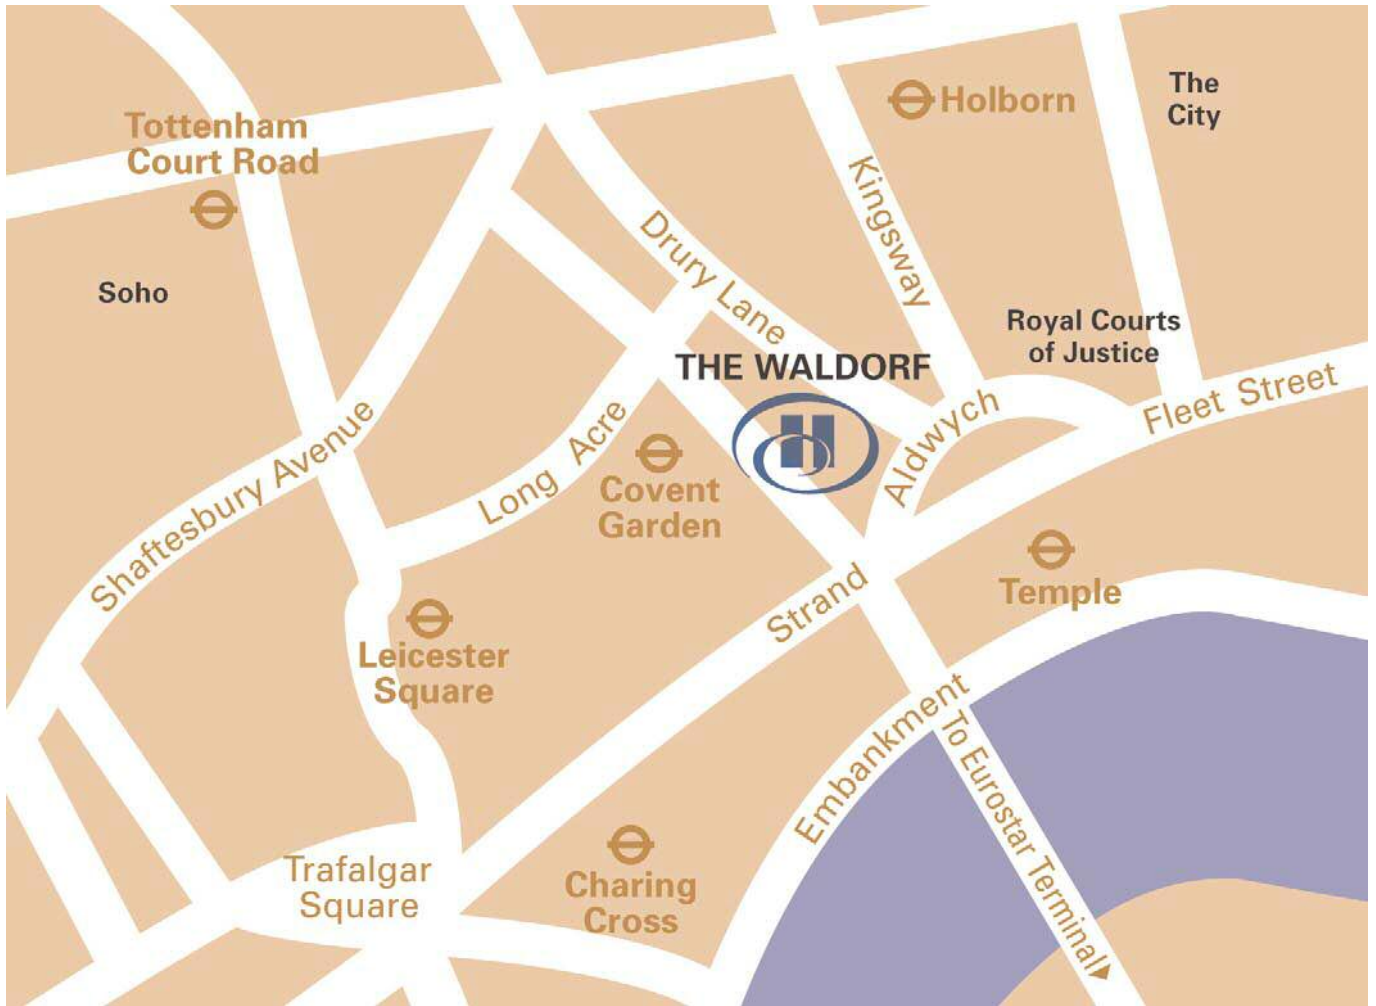 The
City
Holborn
Tottenham
Court Road
Kingsway
Drury Lane
Soho
Royal Courts
of Justice
THE WALDORF
Fleet Street
Aldwych
Shaftesbury Avenue
Long Acre
Covent
Garden
Temple
Strand
Leicester
Square
Embankment
To Eurostar Terminal
Trafalgar
Square
Charing
Cross